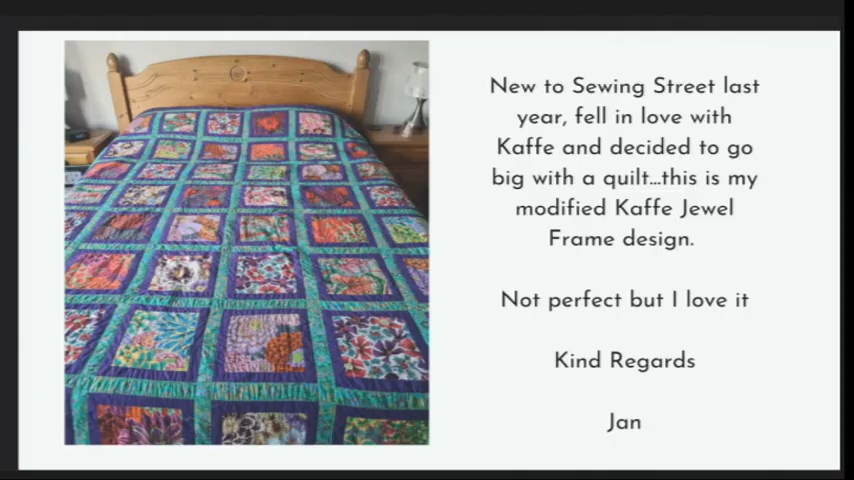 New to Sewing Street last
year, fell in love with
Kaffe and decided to go
big with a quilt...this is my
modified Kaffe Jewel
Frame design.
Not perfect but I love it
Kind Regards
Jan